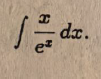 ∫ x/e^x dx.